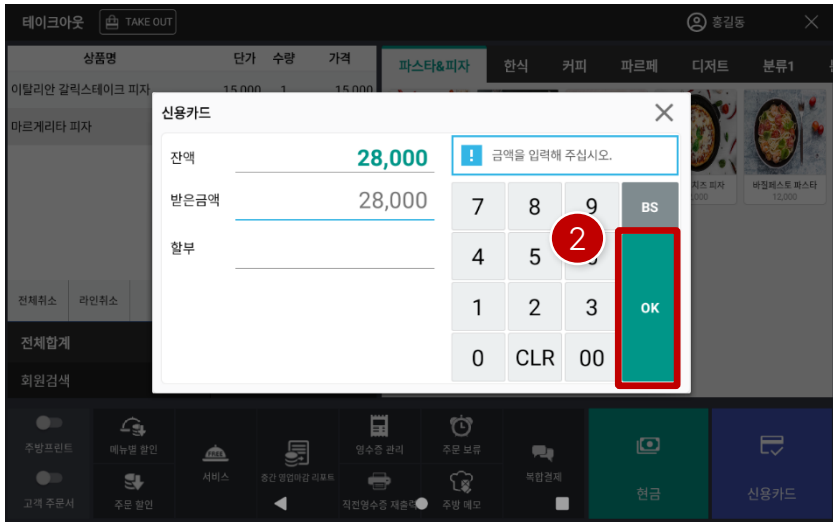 테이크아웃 TAKE OUT 홍길동
상품명 단가 수량 가격
파스타&피자 한식 커피 파르페 디저트 분류1
이탈리안 갈릭스테이크 피자 15,000 1 15,000
마르게리타 피자
치즈 피자
바질페스토 파스타
12,000
신용카드
잔액 28,000
받은금액 28,000
할부
! 금액을 입력해 주십시오.
7 8 9 BS
2
4 5
1 2 3 OK
0 CLR 00
전체취소 라인취소
전체합계
회원검색
주방프린트 메뉴별 할인 FREE 서비스 중간 영업마감 리포트 영수증 관리 주문 보류 복합결제 현금 신용카드
고객 주문서 주문 할인 직전영수증 재출력 주방 메모